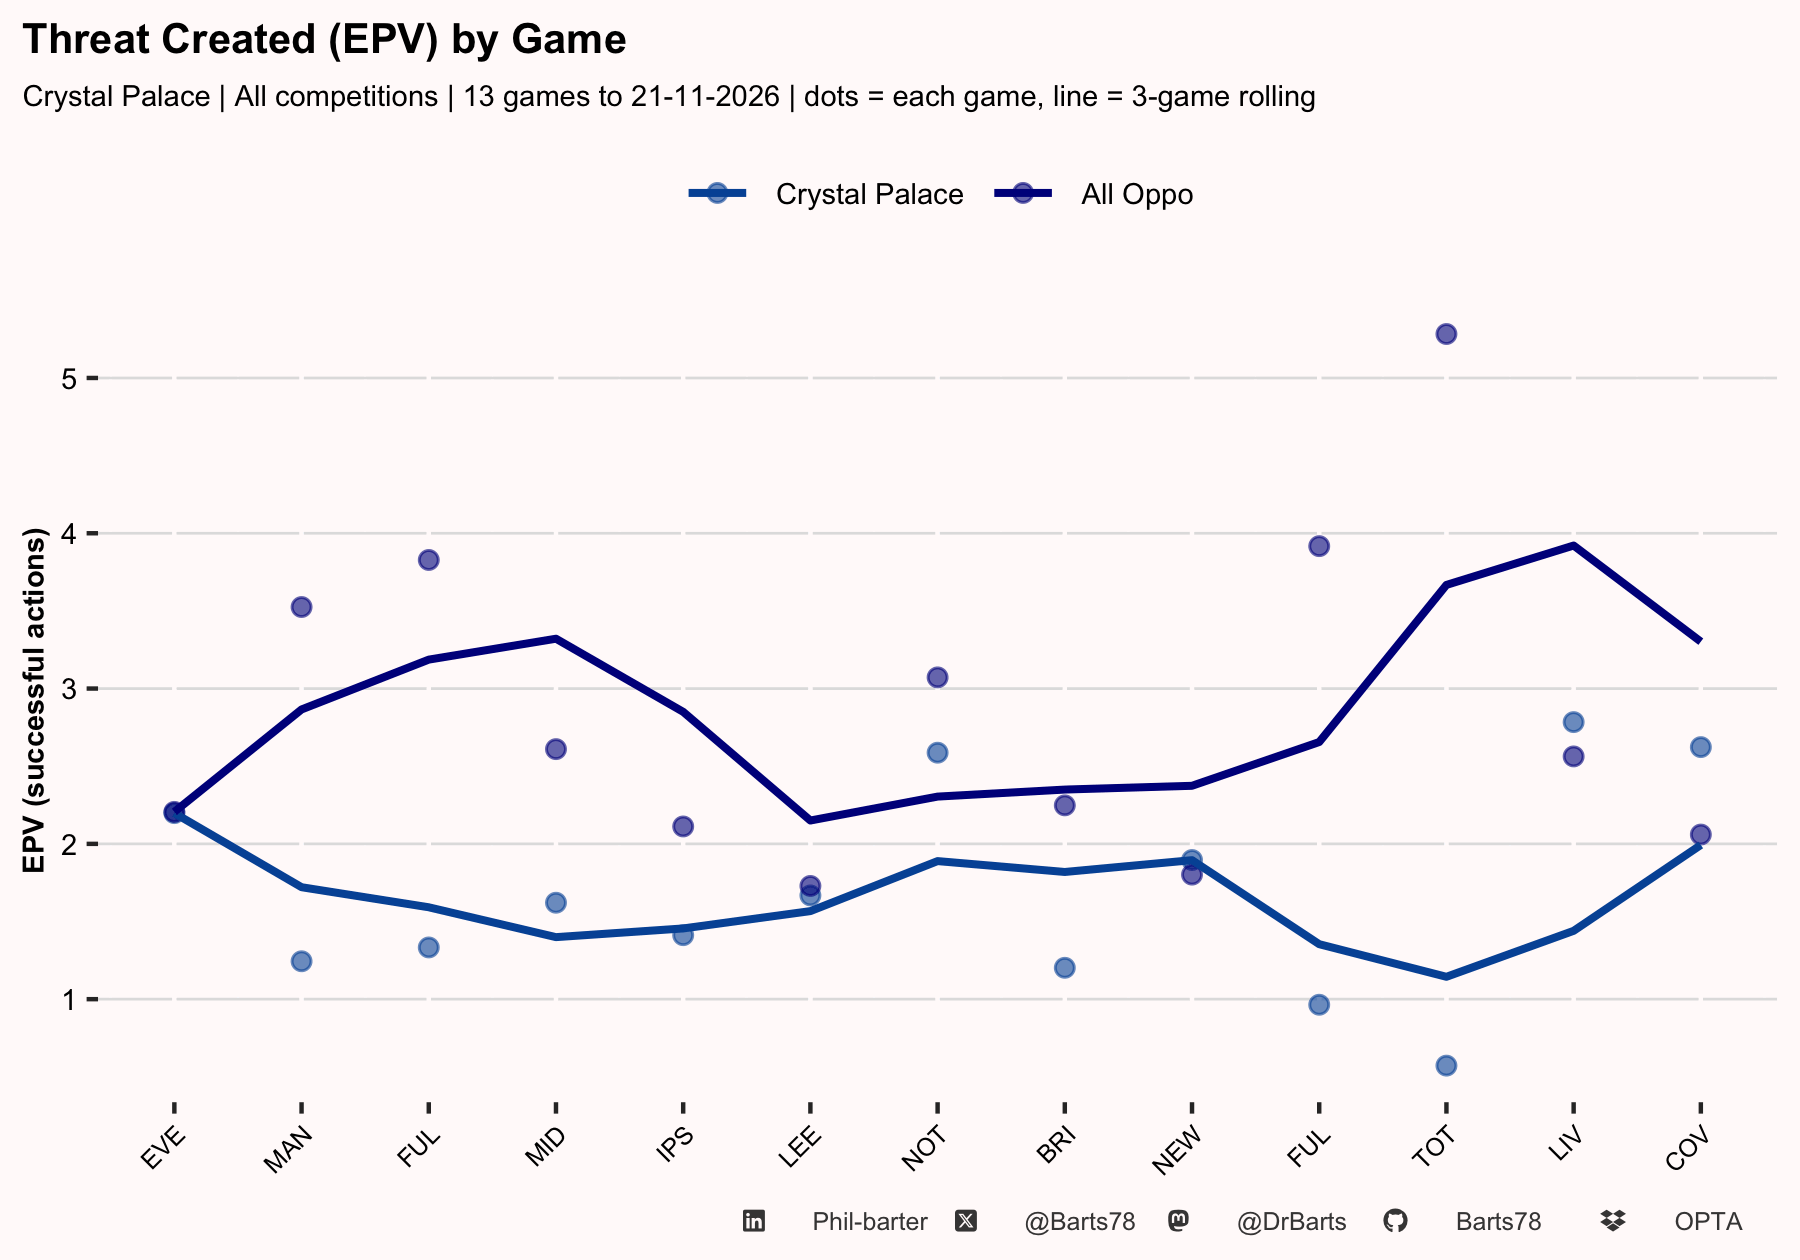 Threat Created (EPV) by Game
Crystal Palace | All competitions | 13 games to 21-11-2026 | dots = each game, line = 3-game rolling
Crystal Palace
All Oppo
EPV (successful actions)
5
4
3
2
1
EVE
MAN
FUL
MID
IPS
LEE
NOT
BRI
NEW
FUL
TOT
LIV
COV
Phil-barter @Barts78 @DrBarts Barts78 OPTA